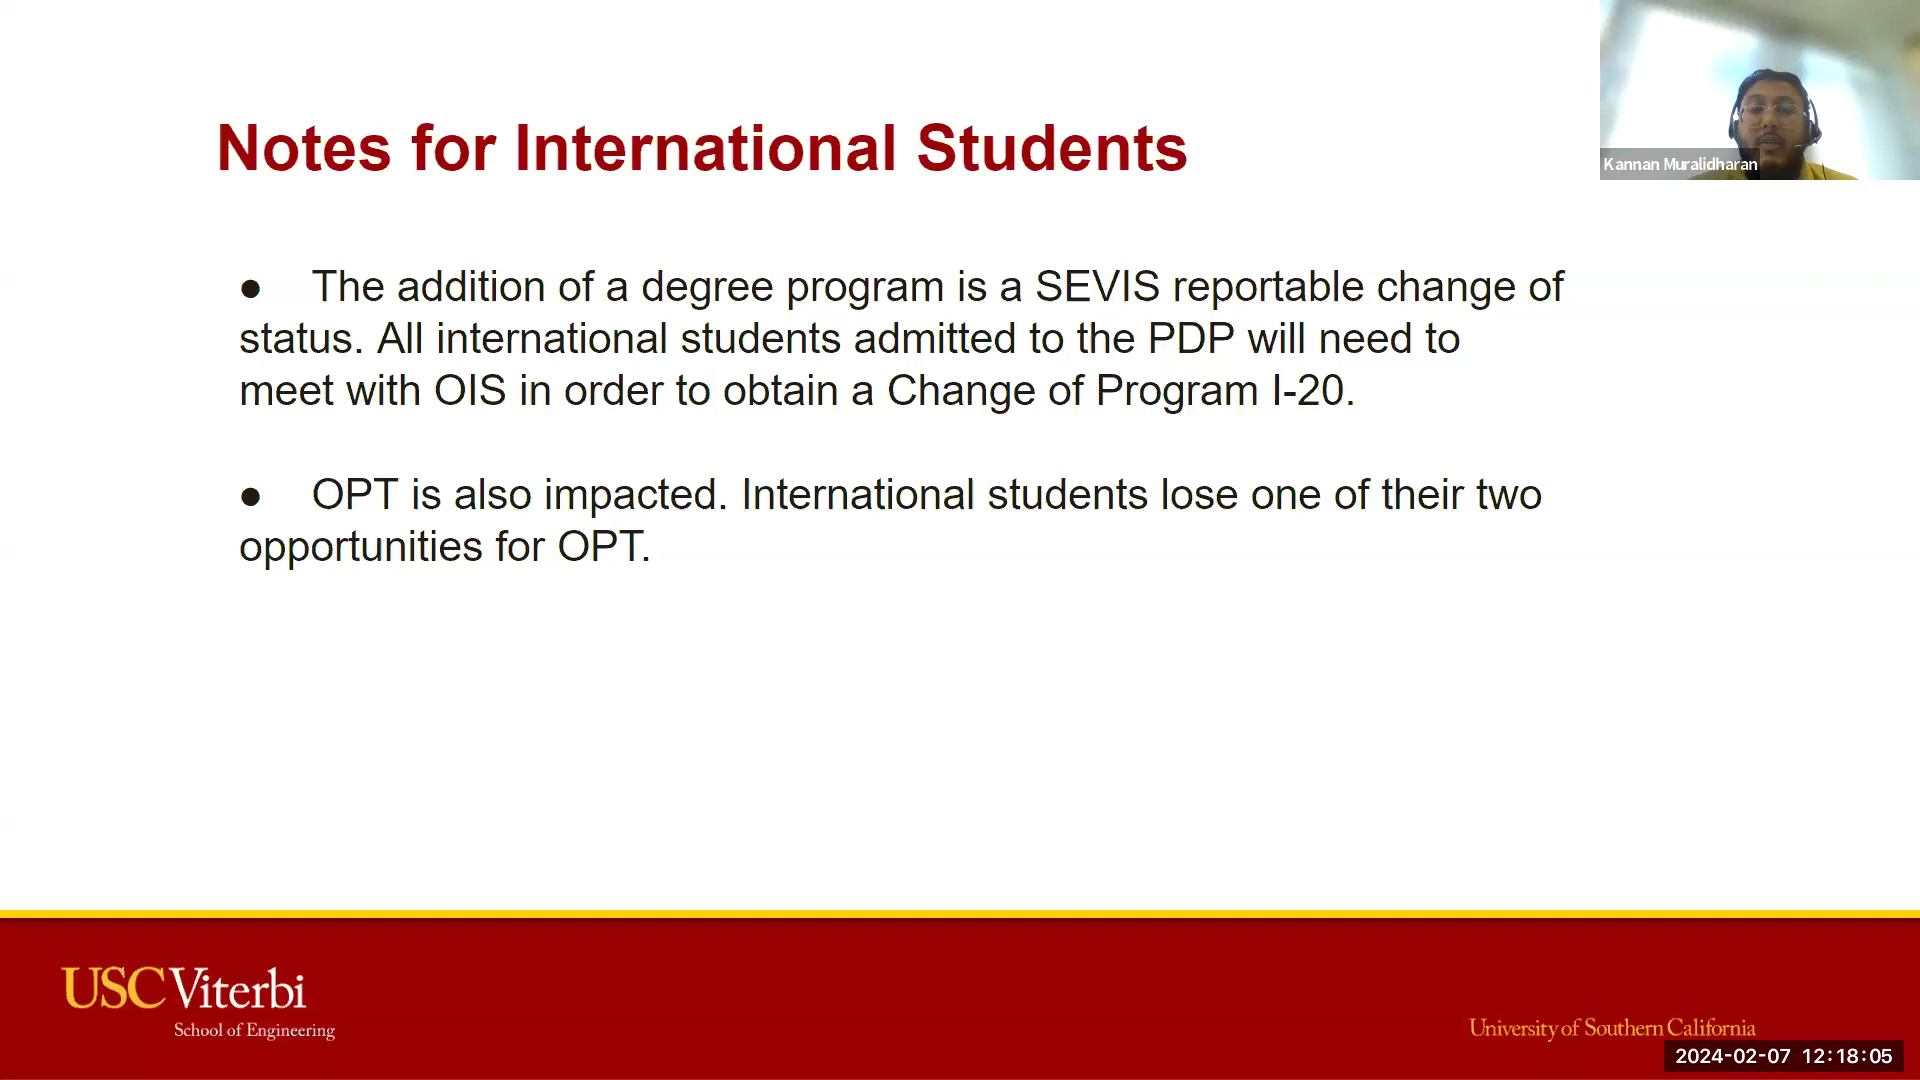 Notes for International Students
Kannan Muralidharan
● The addition of a degree program is a SEVIS reportable change of
status. All international students admitted to the PDP will need to
meet with OIS in order to obtain a Change of Program I-20.
● OPT is also impacted. International students lose one of their two
opportunities for OPT.
USC Viterbi
School of Engineering
University of Southern California
2024-02-07 12:18:05